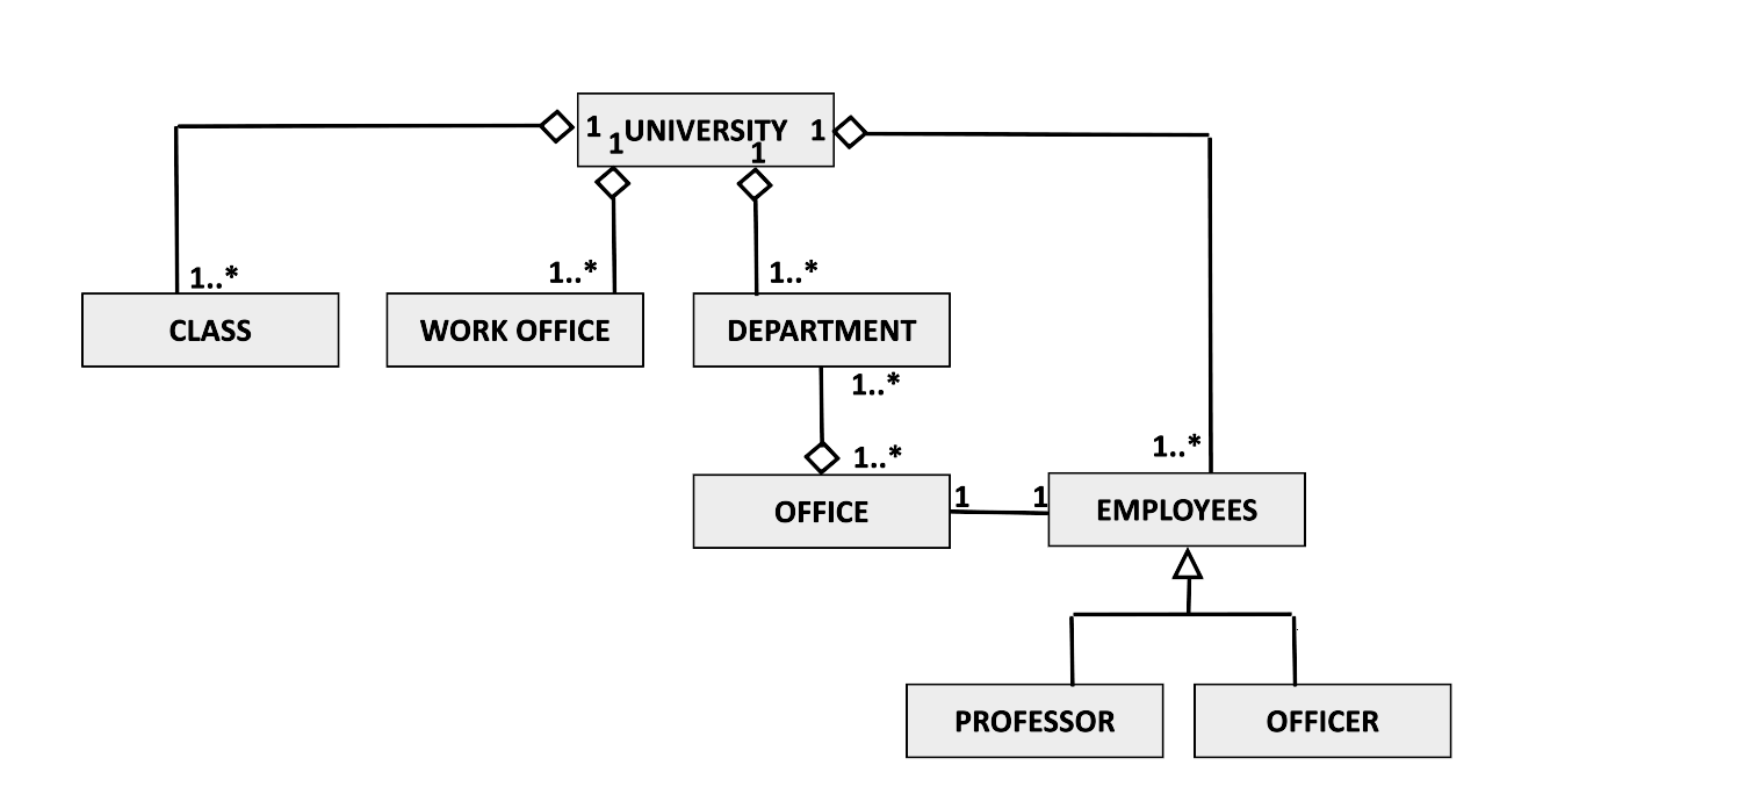 1 UNIVERSITY 1
1
1
1..*
1..*
1..*
CLASS
WORK OFFICE
DEPARTMENT
1..*
1..*
1..*
OFFICE
1
1
EMPLOYEES
PROFESSOR
OFFICER